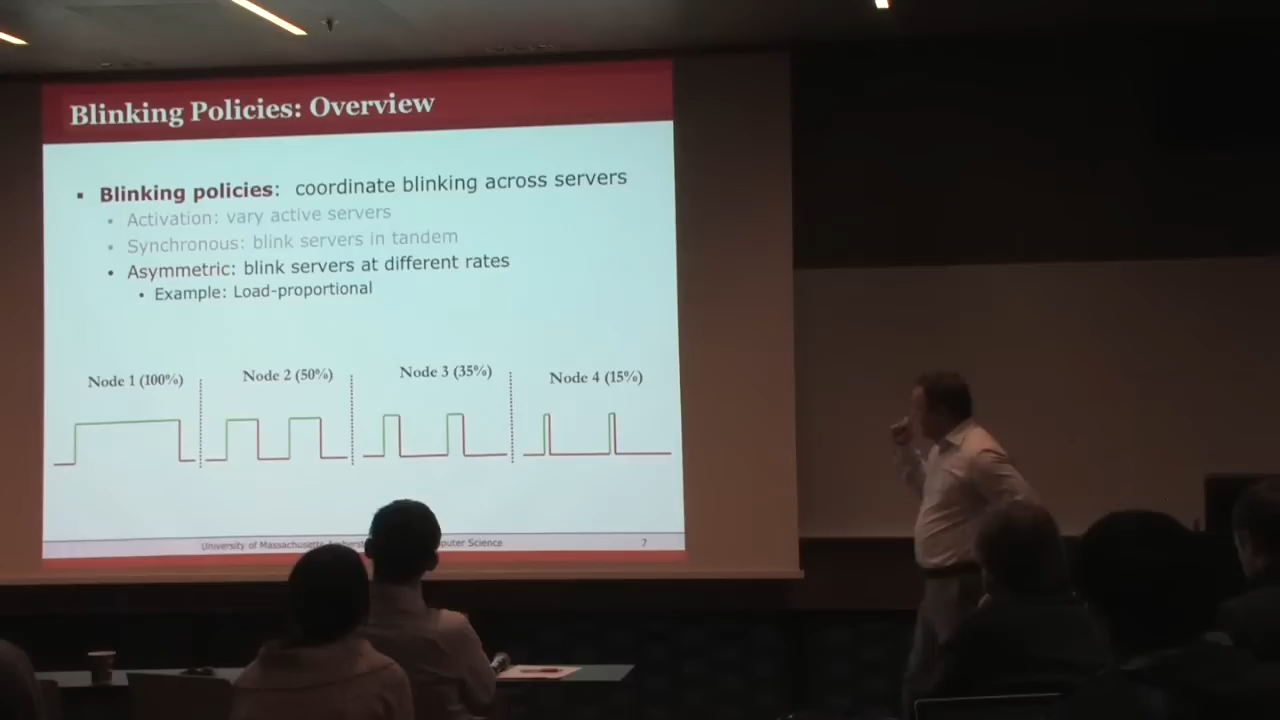 Blinking Policies: Overview
Blinking policies: coordinate blinking across servers
Activation: vary active servers
Synchronous: blink servers in tandem
Asymmetric: blink servers at different rates
Example: Load-proportional
Node 1 (100%)
Node 2 (50%)
Node 3 (35%)
Node 4 (15%)
University of Massachusetts Amherst Science 7